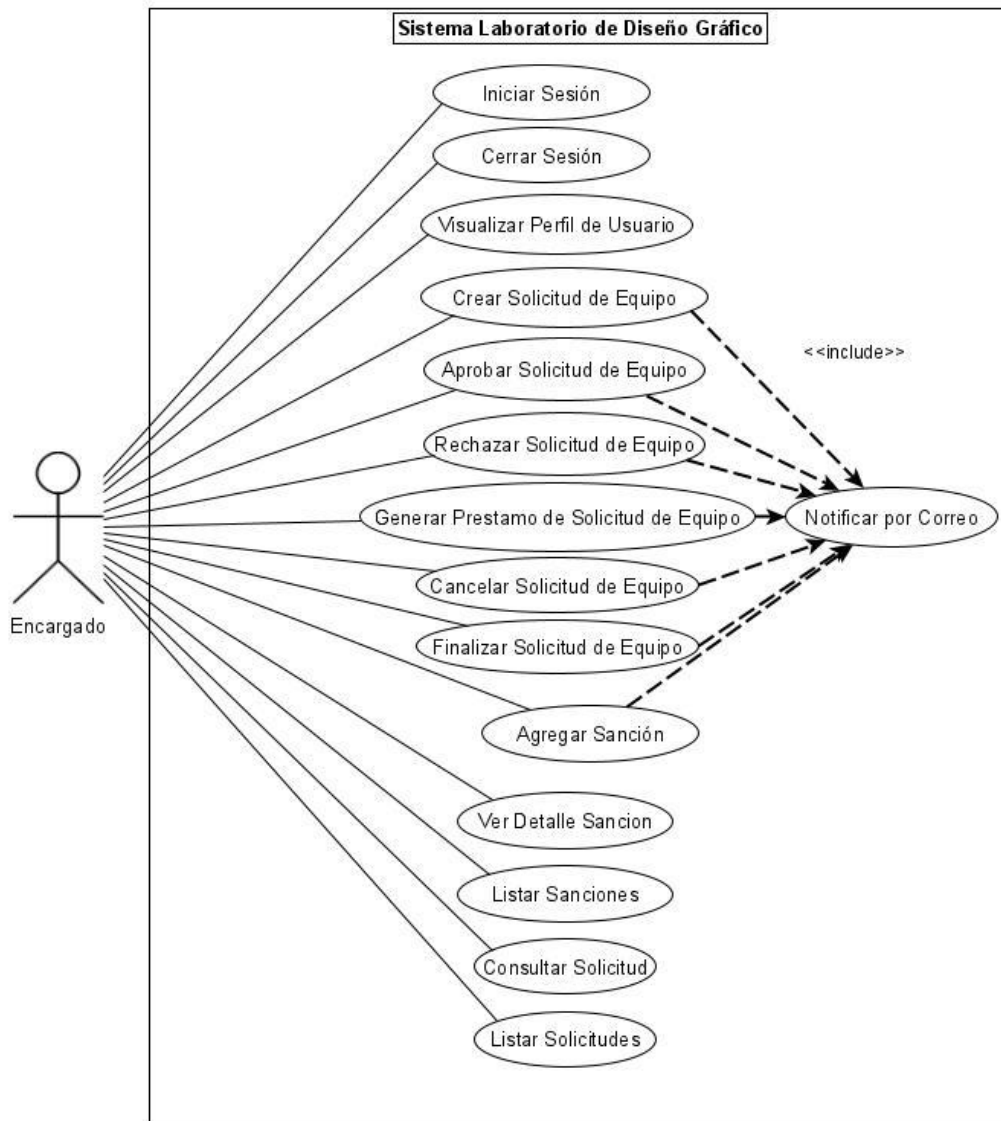 Sistema Laboratorio de Diseño Gráfico
Iniciar Sesión
Cerrar Sesión
Visualizar Perfil de Usuario
Crear Solicitud de Equipo
<<include>>
Aprobar Solicitud de Equipo
Rechazar Solicitud de Equipo
Generar Prestamo de Solicitud de Equipo
Notificar por Correo
Cancelar Solicitud de Equipo
Encargado
Finalizar Solicitud de Equipo
Agregar Sanción
Ver Detalle Sancion
Listar Sanciones
Consultar Solicitud
Listar Solicitudes